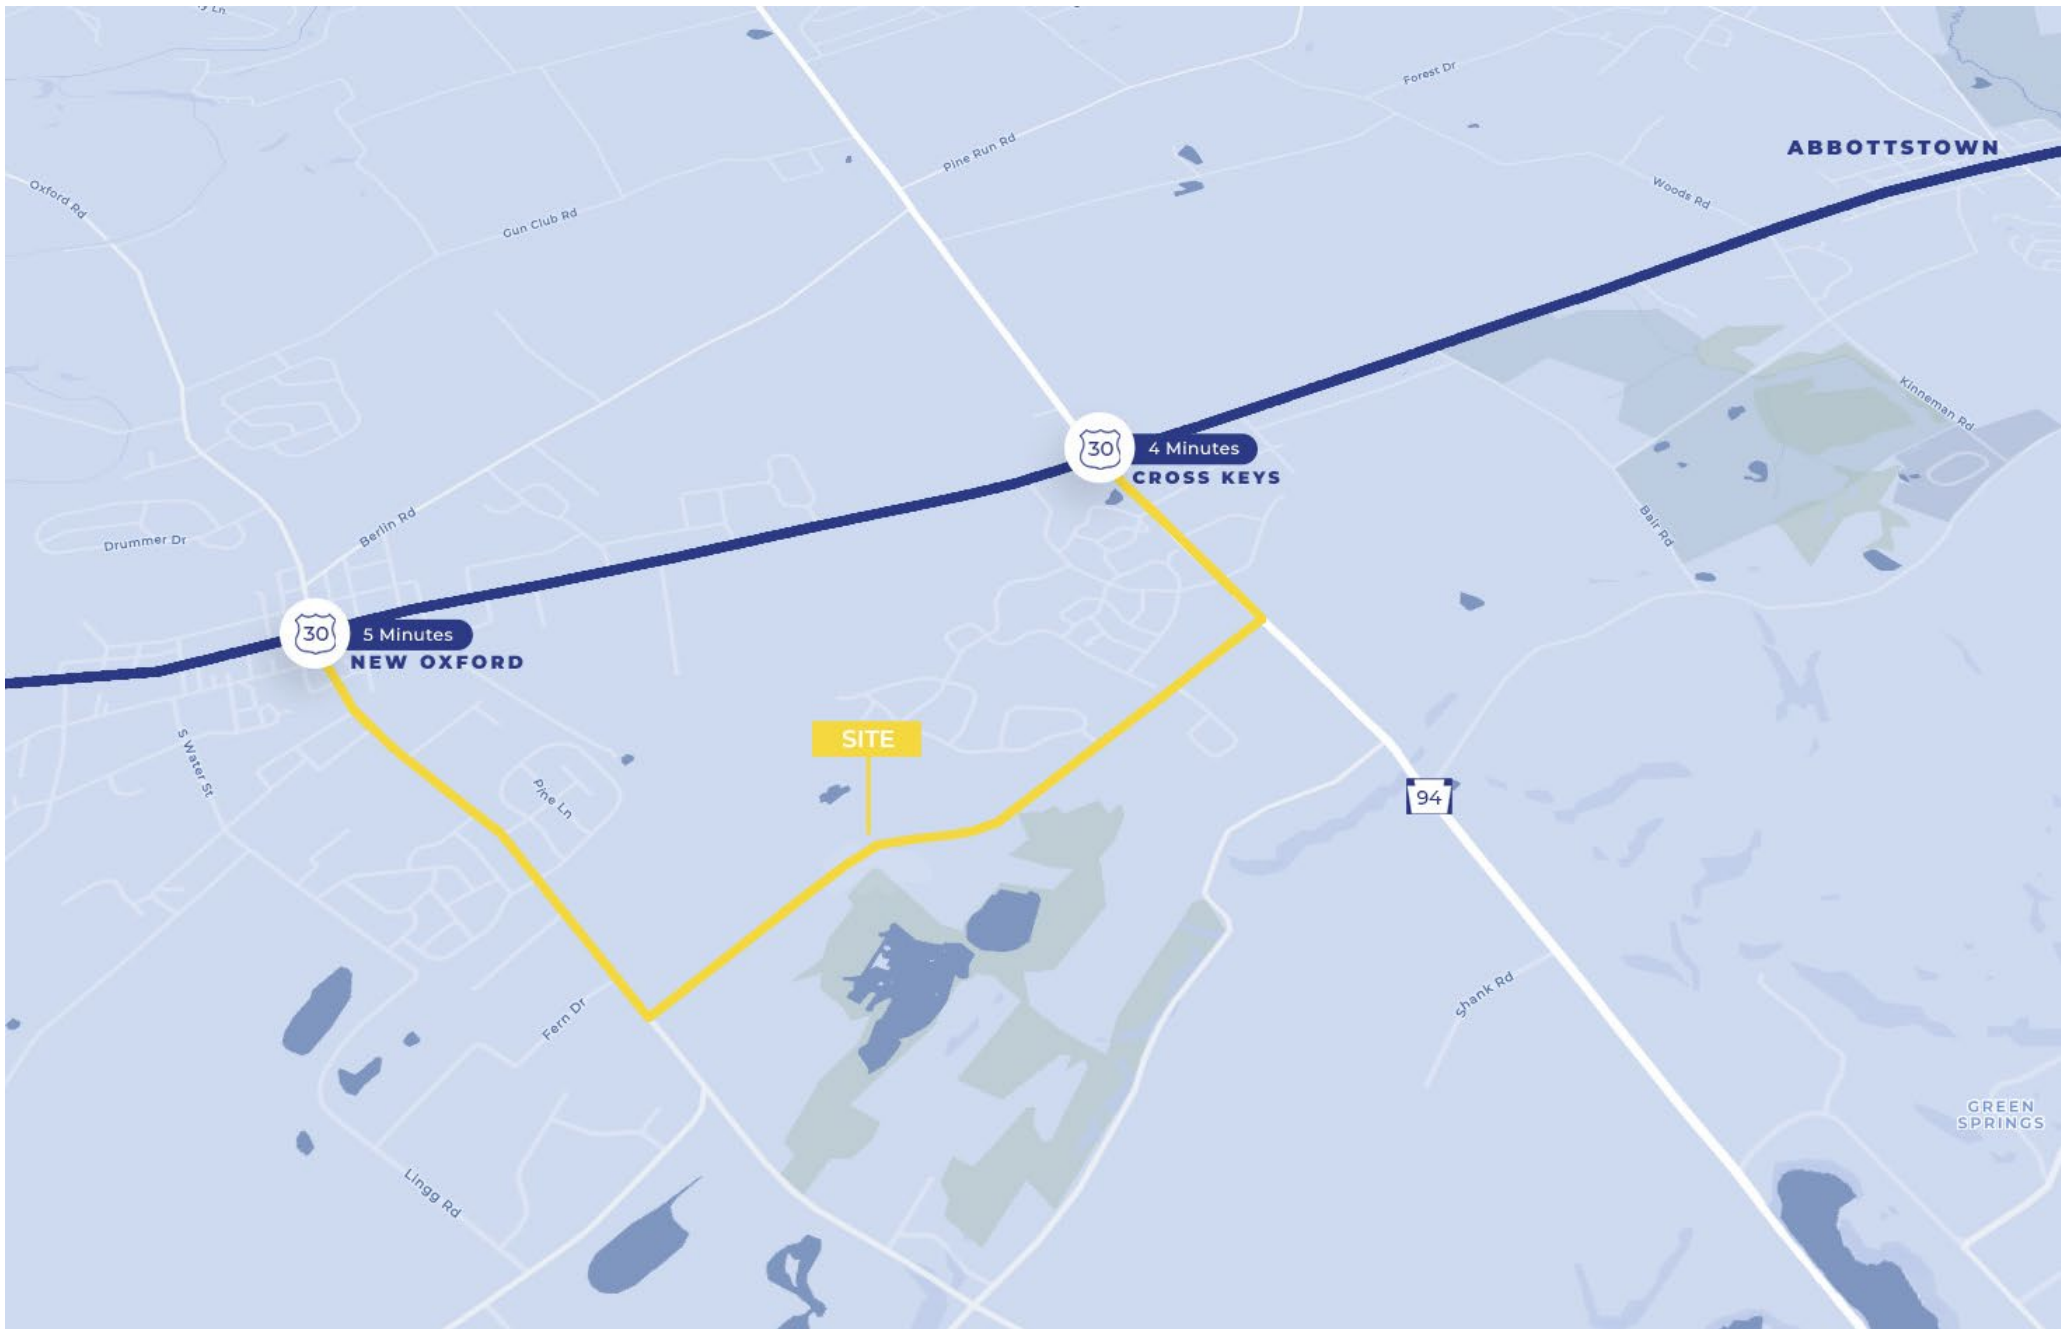 Forest Dr
Pine Run Rd
ABBOTTSTOWN
Oxford Rd
Woods Rd
Gun Club Rd
Kinneman Rd
30
4 Minutes
CROSS KEYS
Berlin Rd
Bair Rd
Drummer Dr
30
5 Minutes
NEW OXFORD
SITE
S Water St
Pine Ln
94
Shank Rd
Fern Dr
GREEN
SPRINGS
Lingg Rd